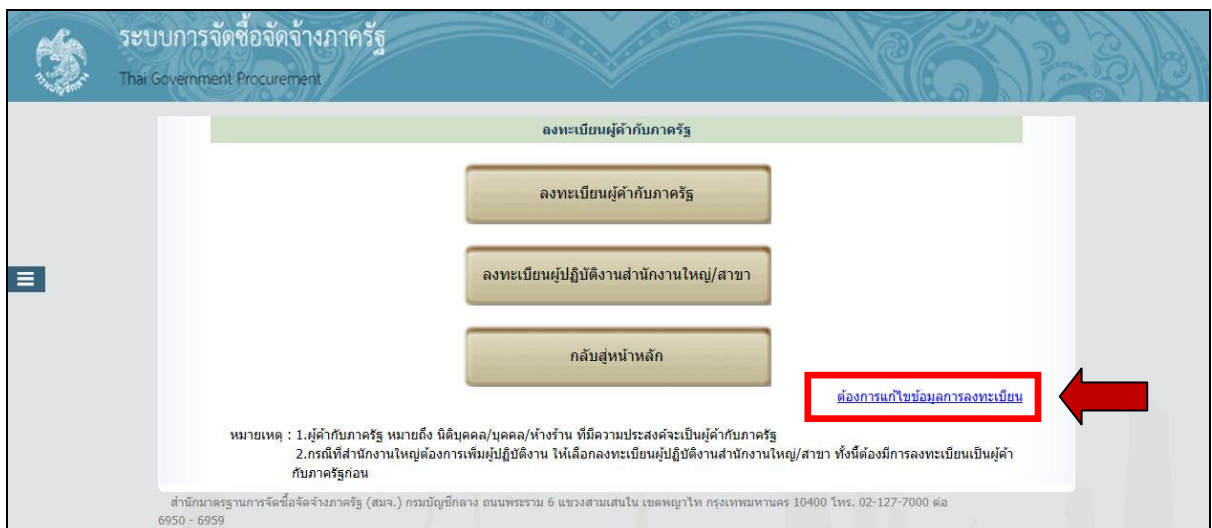 ระบบการจัดซื้อจัดจ้างภาครัฐ
Thai Government Procurement
กรมบัญชีกลาง
ลงทะเบียนผู้ค้ากับภาครัฐ
ลงทะเบียนผู้ค้ากับภาครัฐ
ลงทะเบียนผู้ปฏิบัติงานสำนักงานใหญ่/สาขา
กลับสู่หน้าหลัก
ต้องการแก้ไขข้อมูลการลงทะเบียน
หมายเหตุ : 1.ผู้ค้ากับภาครัฐ หมายถึง นิติบุคคล/บุคคล/ห้างร้าน ที่มีความประสงค์จะเป็นผู้ค้ากับภาครัฐ
2.กรณีที่สำนักงานใหญ่ต้องการเพิ่มผู้ปฏิบัติงาน ให้เลือกลงทะเบียนผู้ปฏิบัติงานสำนักงานใหญ่/สาขา ทั้งนี้ต้องมีการลงทะเบียนเป็นผู้ค้า
กับภาครัฐก่อน
สำนักมาตรฐานการจัดซื้อจัดจ้างภาครัฐ (สมจ.) กรมบัญชีกลาง ถนนพระราม 6 แขวงสามเสนใน เขตพญาไท กรุงเทพมหานคร 10400 โทร. 02-127-7000 ต่อ
6950 - 6959